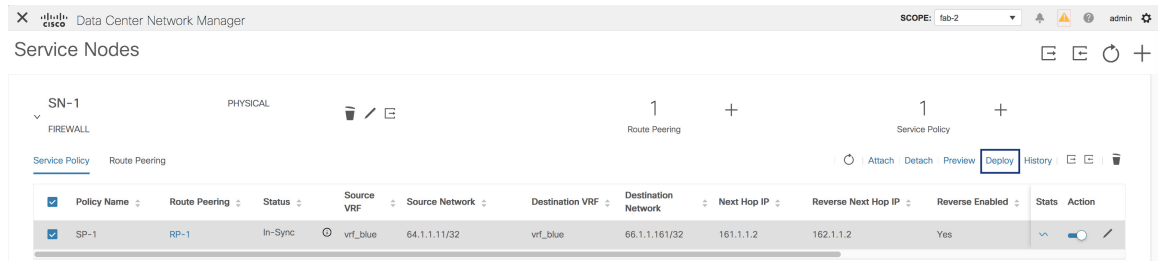 cisco Data Center Network Manager SCOPE: fab-2 admin
Service Nodes
SN-1 PHYSICAL 1 1
FIREWALL Route Peering Service Policy
Service Policy Route Peering Attach Detach Preview Deploy History
Policy Name Route Peering Status Source VRF Source Network Destination VRF Destination Network Next Hop IP Reverse Next Hop IP Reverse Enabled Stats Action
SP-1 RP-1 In-Sync vrf_blue 64.1.1.11/32 vrf_blue 66.1.1.161/32 161.1.1.2 162.1.1.2 Yes